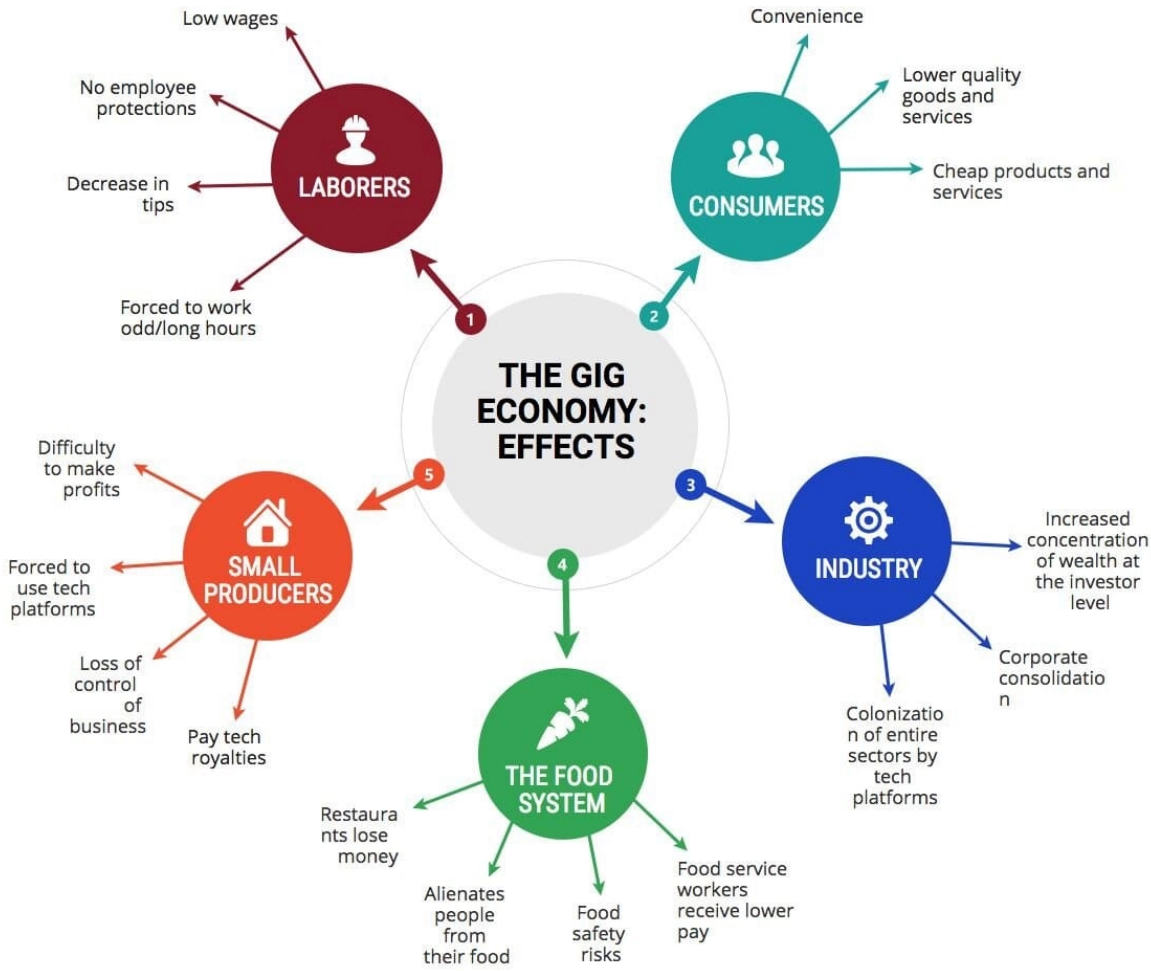 THE GIG
ECONOMY:
EFFECTS
1
LABORERS
Low wages
No employee
protections
Decrease in
tips
Forced to work
odd/long hours
2
CONSUMERS
Convenience
Lower quality
goods and
services
Cheap products and
services
3
INDUSTRY
Increased
concentration
of wealth at
the investor
level
Corporate
consolidatio
n
Colonizatio
n of entire
sectors by
tech
platforms
4
THE FOOD
SYSTEM
Restaura
nts lose
money
Alienates
people
from
their food
Food
safety
risks
Food service
workers
receive lower
pay
5
SMALL
PRODUCERS
Difficulty
to make
profits
Forced to
use tech
platforms
Loss of
control
of
business
Pay tech
royalties